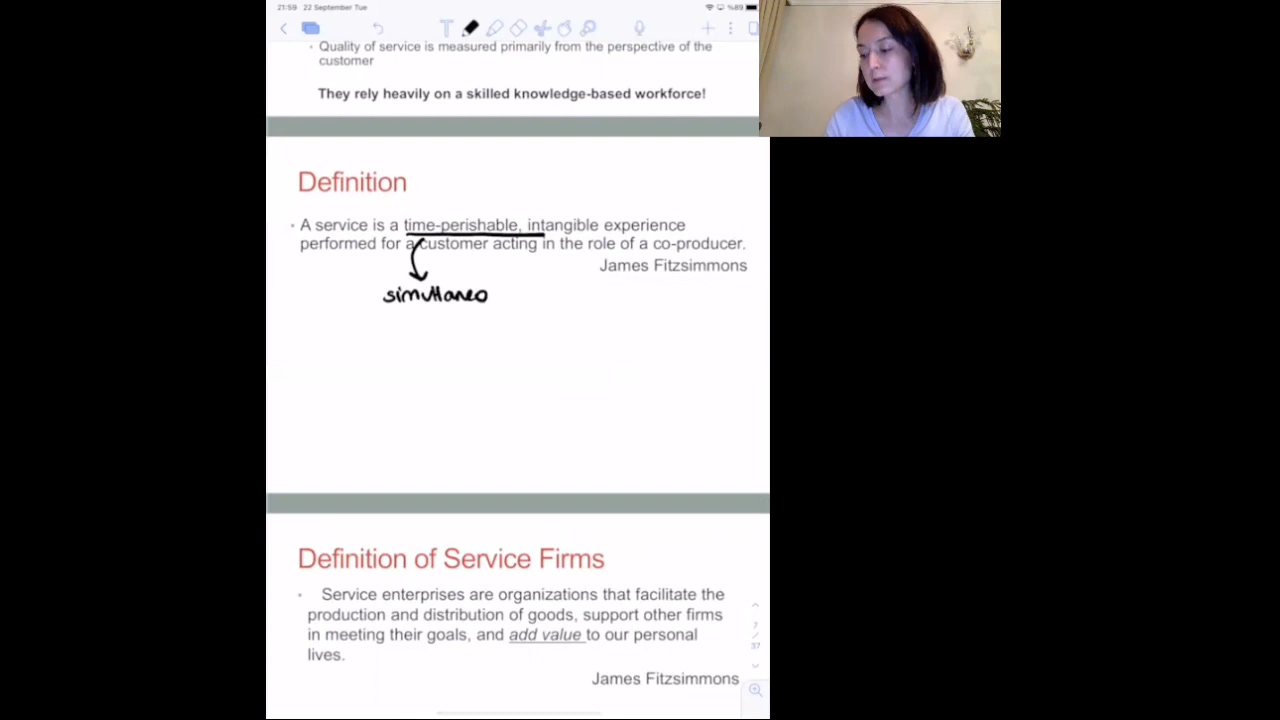 21:59 22 September Tue
%89
T
• Quality of service is measured primarily from the perspective of the
customer
They rely heavily on a skilled knowledge-based workforce!
Definition
• A service is a time-perishable, intangible experience
performed for a customer acting in the role of a co-producer.
James Fitzsimmons
simultaneo
Definition of Service Firms
• Service enterprises are organizations that facilitate the
production and distribution of goods, support other firms
in meeting their goals, and add value to our personal
lives.
James Fitzsimmons
7
/
37